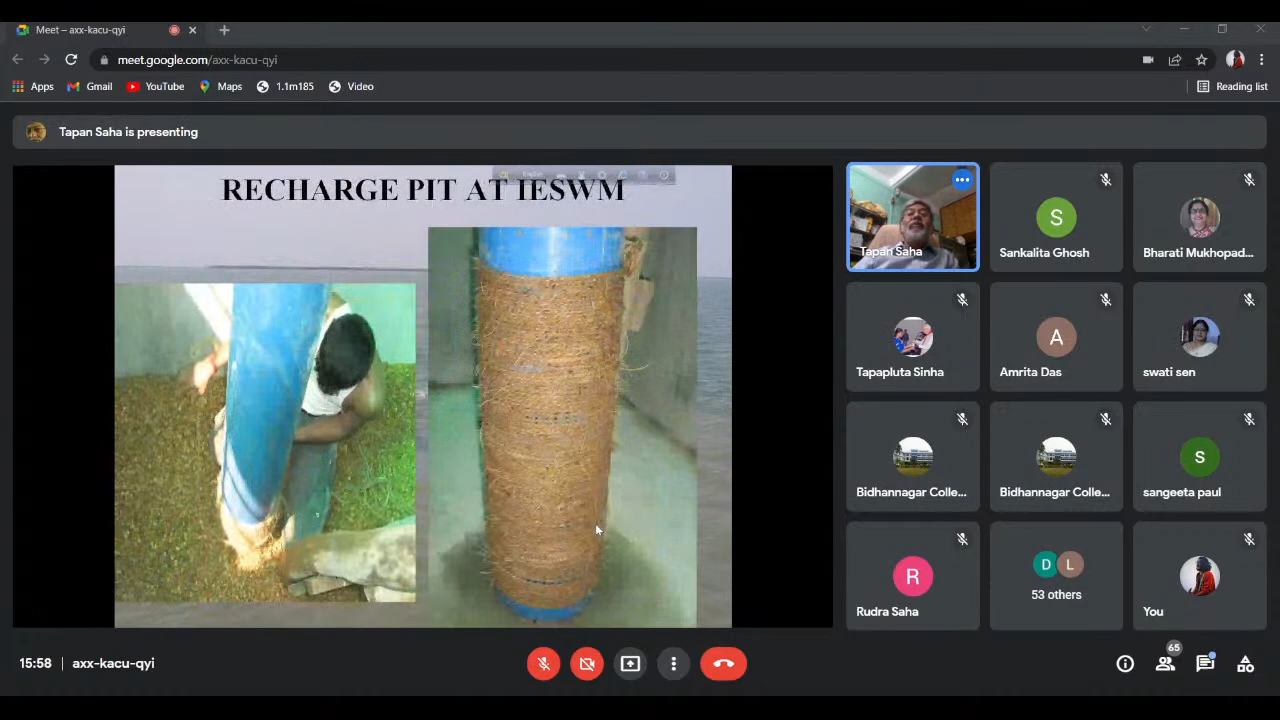 Meet – axx-kacu-qyi
meet.google.com/axx-kacu-qyi
Apps
Gmail
YouTube
Maps
1.1m185
Video
Reading list
Tapan Saha is presenting
RECHARGE PIT AT IESWM
English
Tapan Saha
S
Sankalita Ghosh
Bharati Mukhopad...
Tapapluta Sinha
A
Amrita Das
swati sen
Bidhannagar Colle...
Bidhannagar Colle...
S
sangeeta paul
R
Rudra Saha
D
L
53 others
You
15:58
axx-kacu-qyi
65